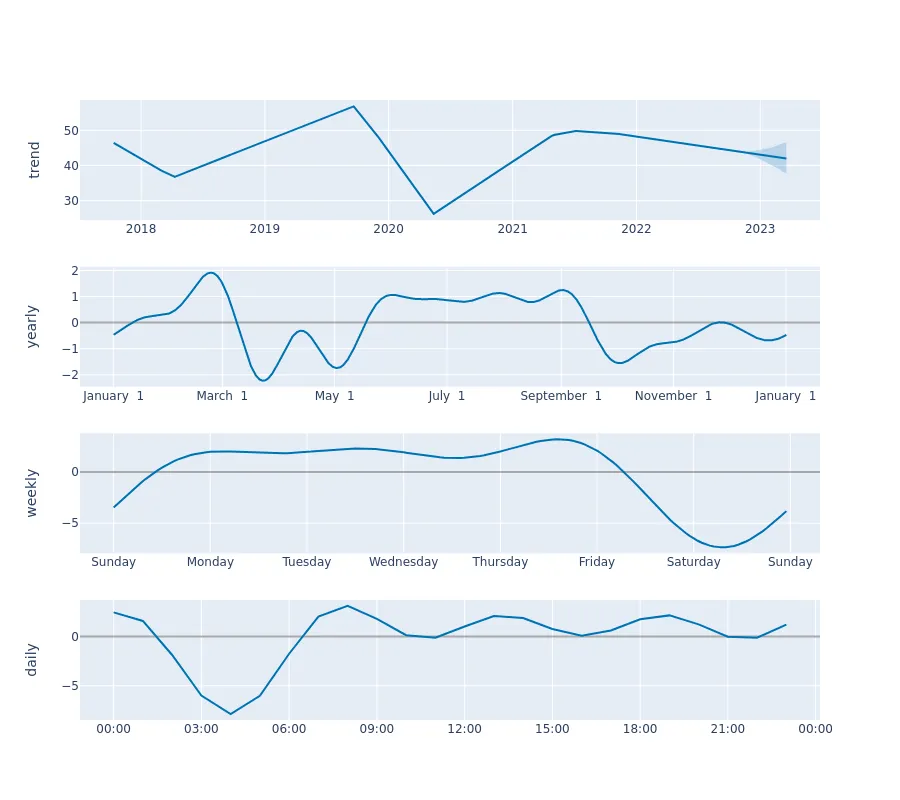 trend
50
40
30
2018 2019 2020 2021 2022 2023
yearly
2
1
0
−1
−2
January 1 March 1 May 1 July 1 September 1 November 1 January 1
weekly
0
−5
Sunday Monday Tuesday Wednesday Thursday Friday Saturday Sunday
daily
0
−5
00:00 03:00 06:00 09:00 12:00 15:00 18:00 21:00 00:00